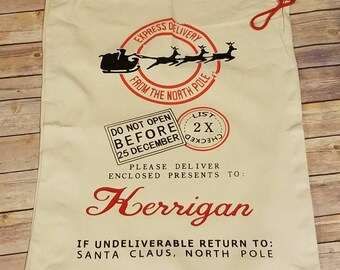 EXPRESS DELIVERY
FROM THE NORTH POLE
DO NOT OPEN
BEFORE
25 DECEMBER
LIST
2X
CHECKED
PLEASE DELIVER
ENCLOSED PRESENTS TO:
Kerrigan
IF UNDELIVERABLE RETURN TO:
SANTA CLAUS, NORTH POLE